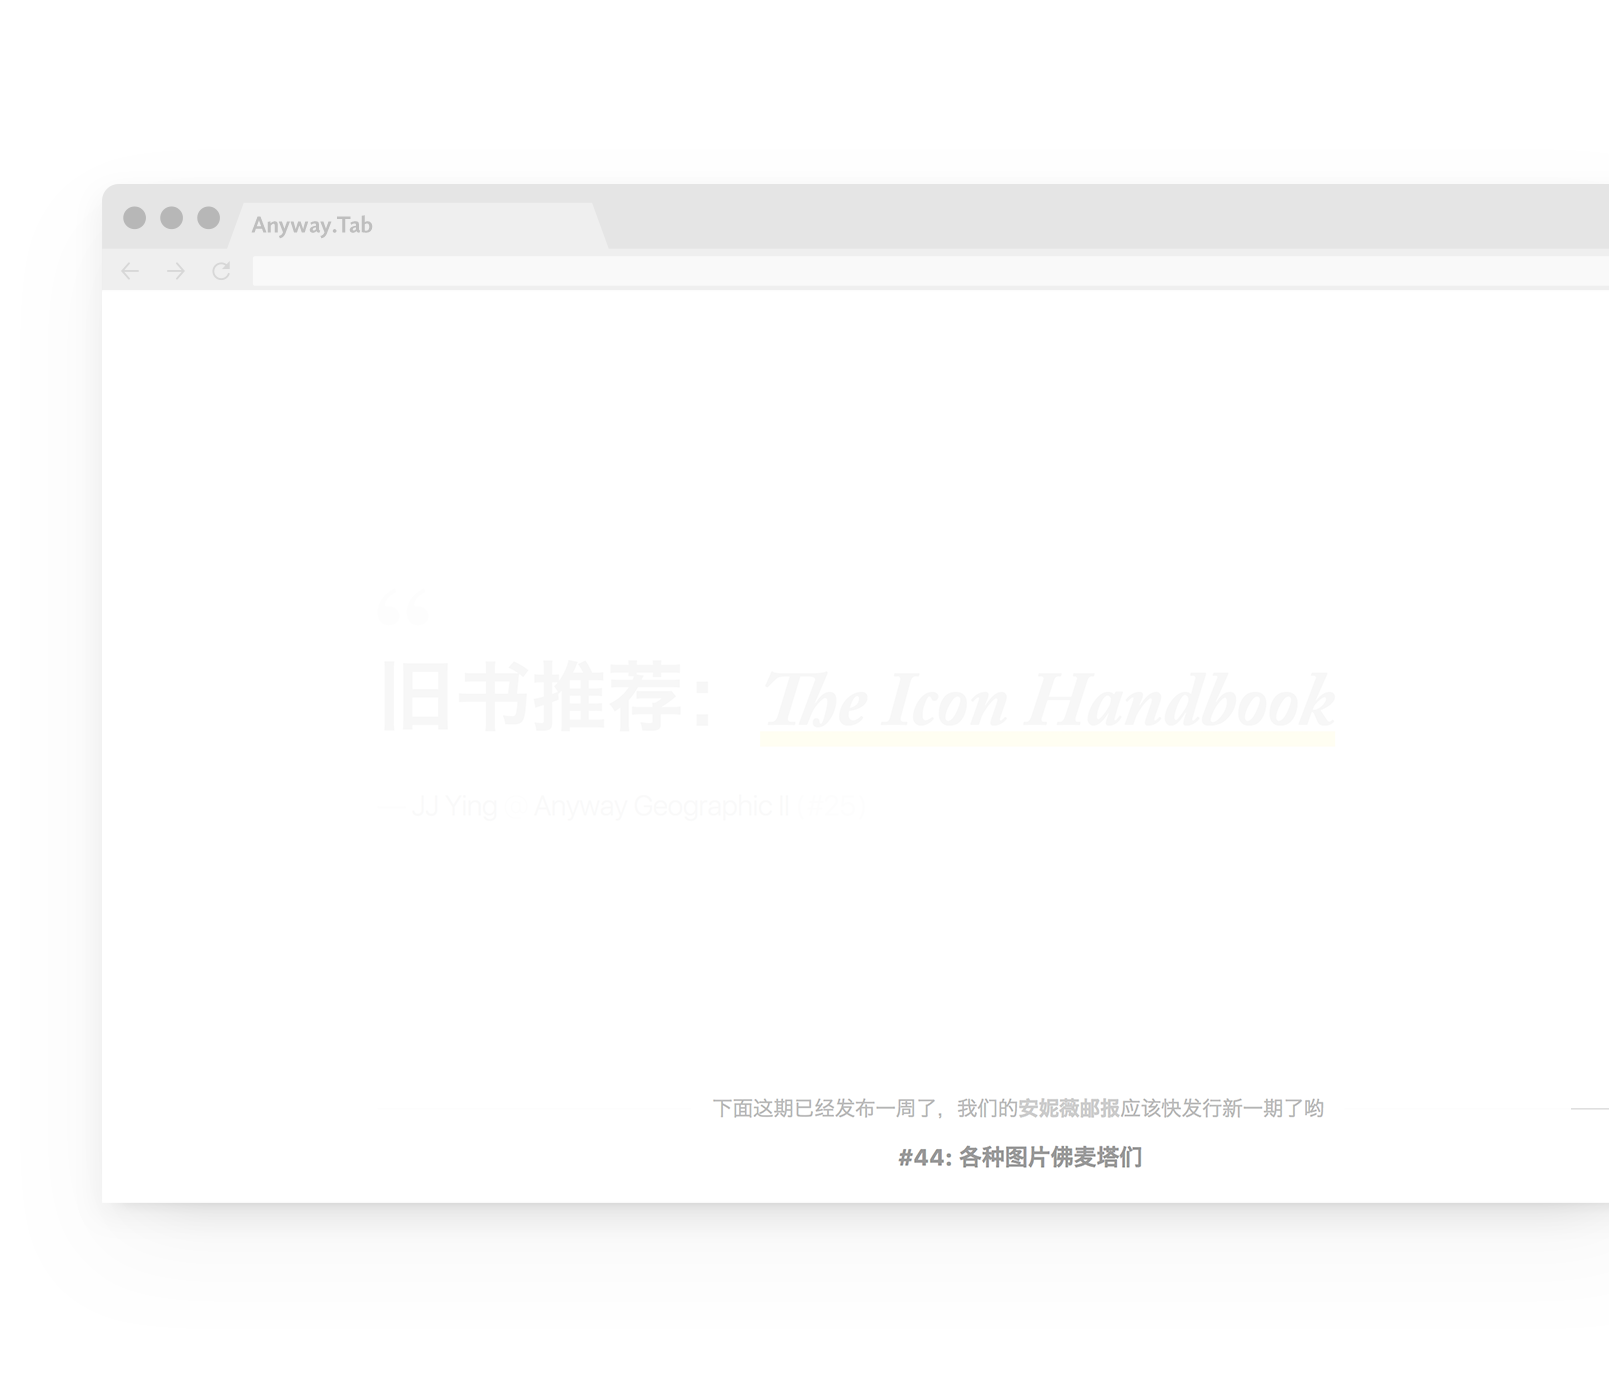 Anyway.Tab
“
旧书推荐：The Icon Handbook
— JJ Ying Anyway Geographic II
下面这期已经发布一周了，我们的安妮薇邮报应该快发行新一期了哟
#44: 各种图片佛麦塔们